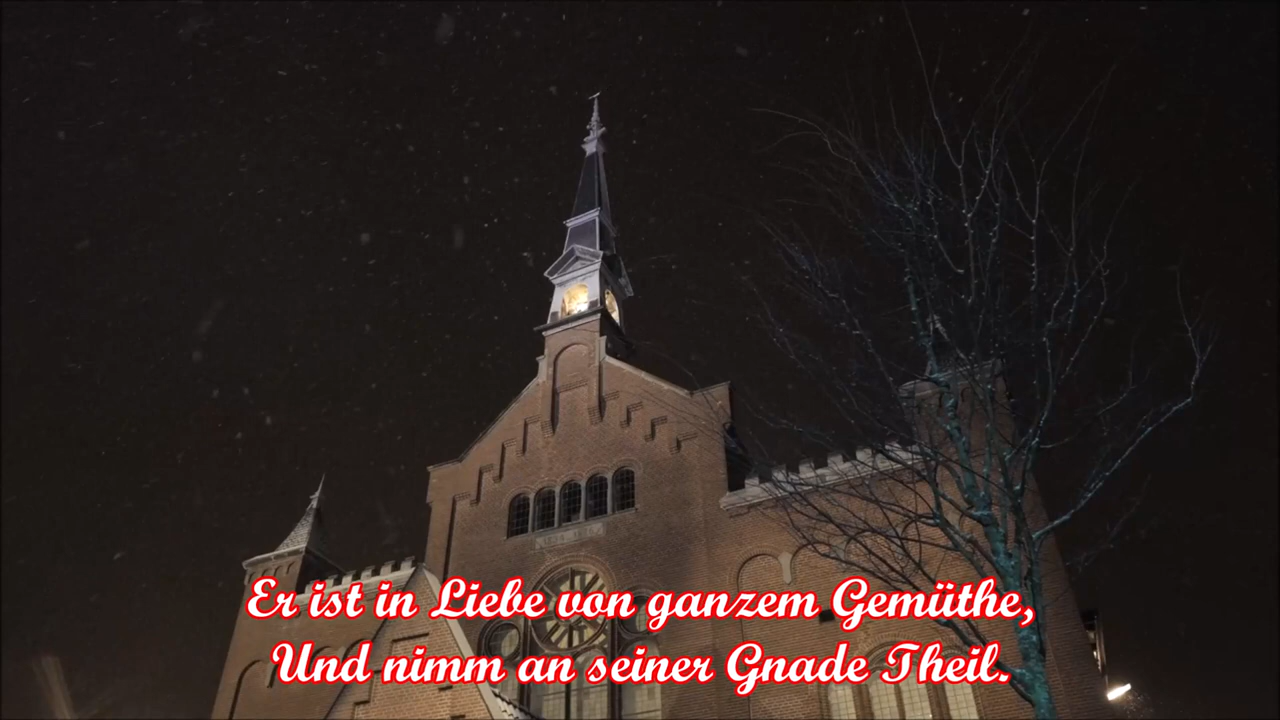 Er ist in Liebe von ganzem Gemüthe,
Und nimm an seiner Gnade Theil.